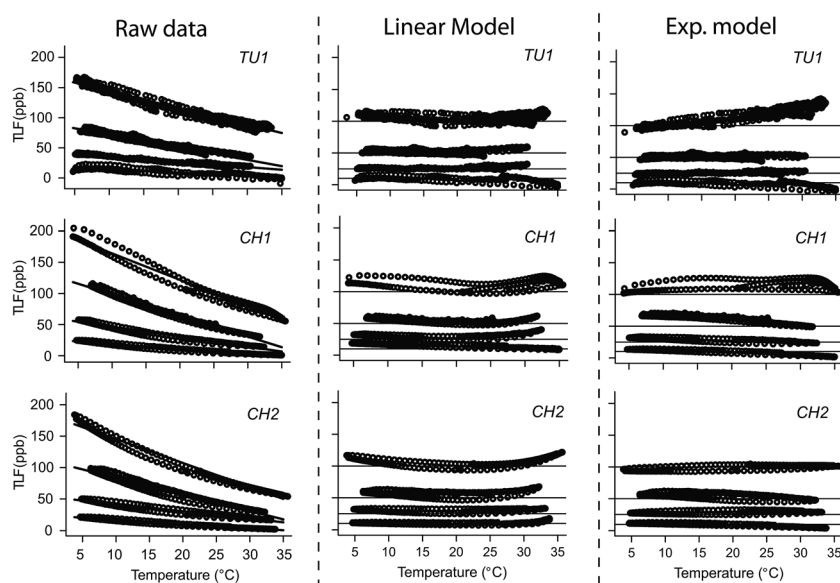 Raw data
Linear Model
Exp. model
TU1
TU1
TU1
TLF(ppb)
200
150
100
50
0
CH1
CH1
CH1
TLF(ppb)
200
150
100
50
0
CH2
CH2
CH2
TLF(ppb)
200
150
100
50
0
5 10 15 20 25 30 35
5 10 15 20 25 30 35
5 10 15 20 25 30 35
Temperature (°C)
Temperature (°C)
Temperature (°C)